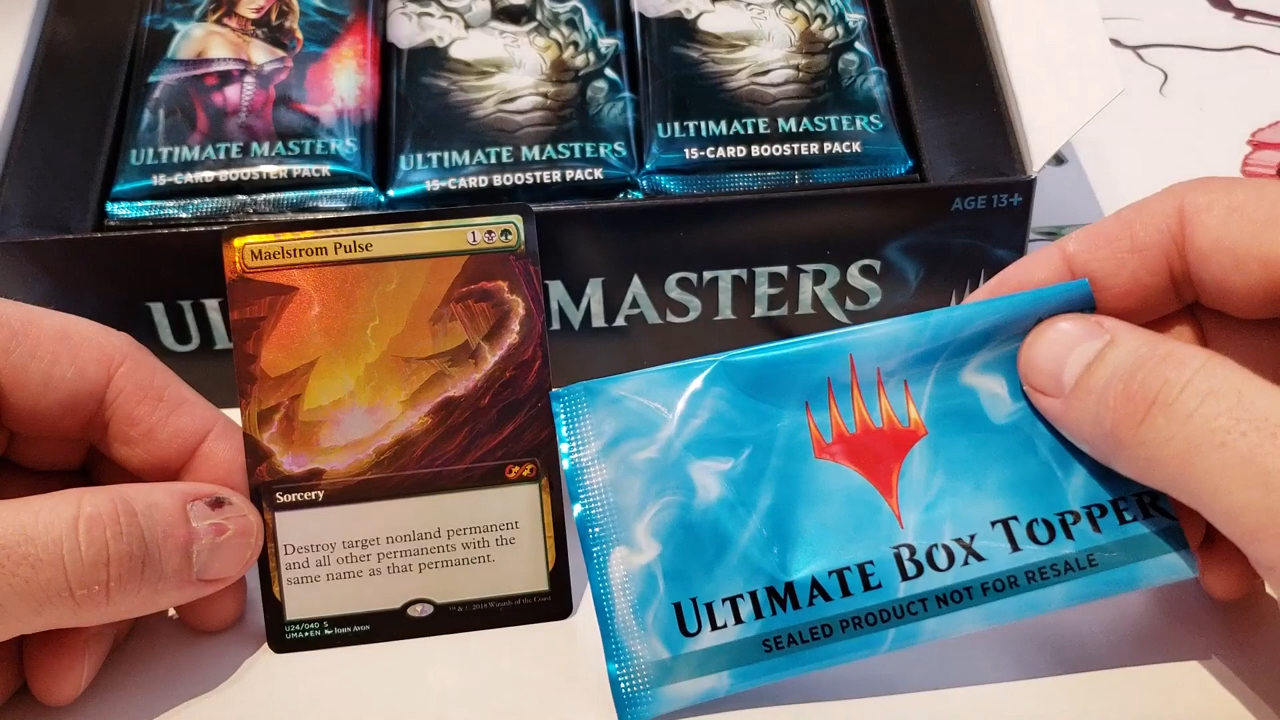 ULTIMATE MASTERS
15-CARD BOOSTER PACK
ULTIMATE MASTERS
15-CARD BOOSTER PACK
ULTIMATE MASTERS
15-CARD BOOSTER PACK
AGE 13+
MASTERS
Maelstrom Pulse
1
Sorcery
Destroy target nonland permanent
and all other permanents with the
same name as that permanent.
U24/040 S
UMA★EN JOHN AVON
™ & © 2018 Wizards of the Coast
ULTIMATE BOX TOPPER
SEALED PRODUCT NOT FOR RESALE